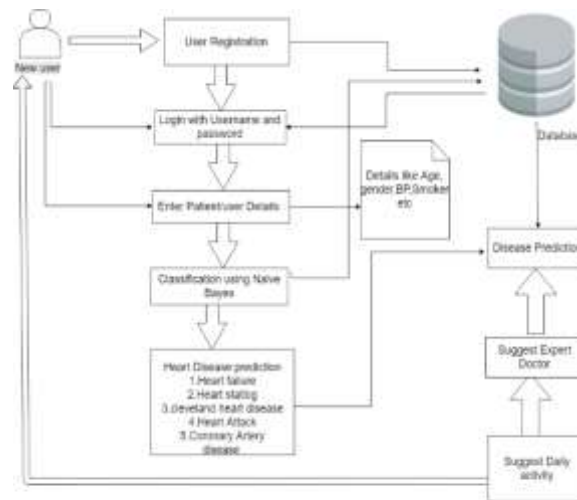 New user
User Registration
Login with Username and
password
Enter Patient/user Details
Details like Age,
gender BP,Smoker
etc
Database
Classification using Naive
Bayes
Disease Prediction
Heart Disease prediction
1.Heart failure
2.Heart statlog
3.cleveland heart disease
4.Heart Attack
5.Coronary Artery
disease
Suggest Expert
Doctor
Suggest Daily
activity